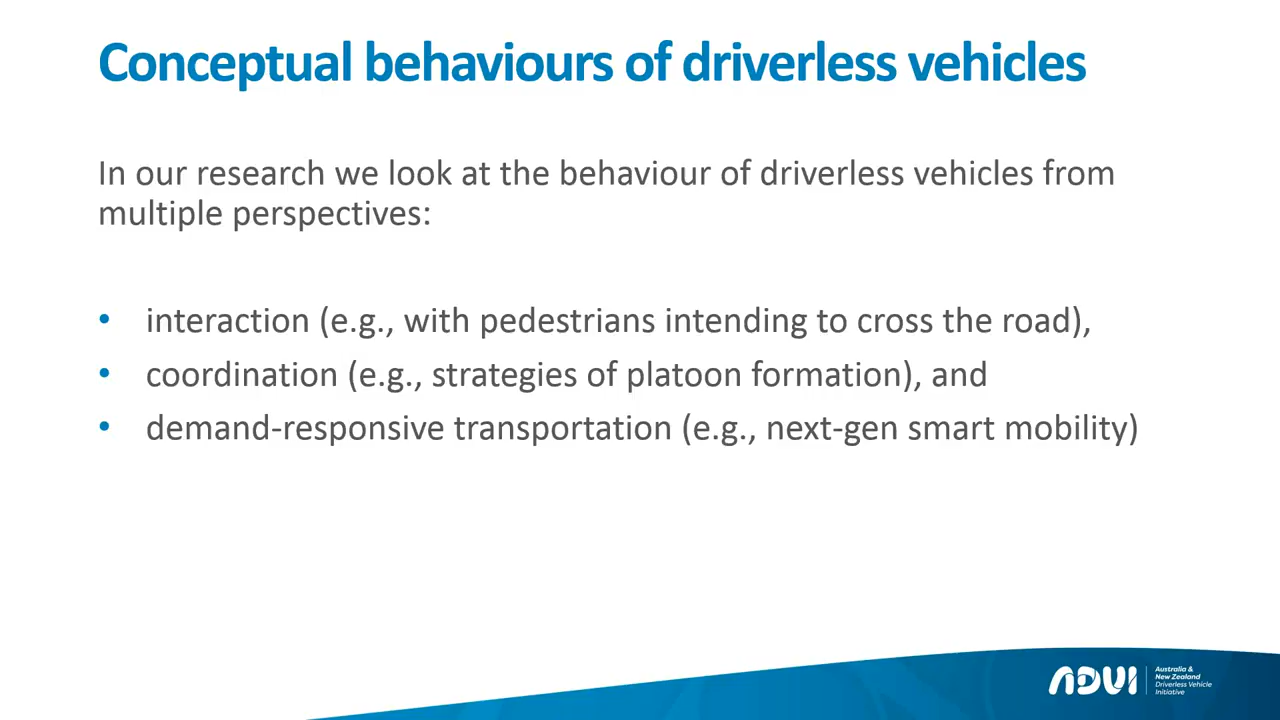 Conceptual behaviours of driverless vehicles
In our research we look at the behaviour of driverless vehicles from
multiple perspectives:
• interaction (e.g., with pedestrians intending to cross the road),
• coordination (e.g., strategies of platoon formation), and
• demand-responsive transportation (e.g., next-gen smart mobility)
ADVI
Australia &
New Zealand
Driverless Vehicle
Initiative